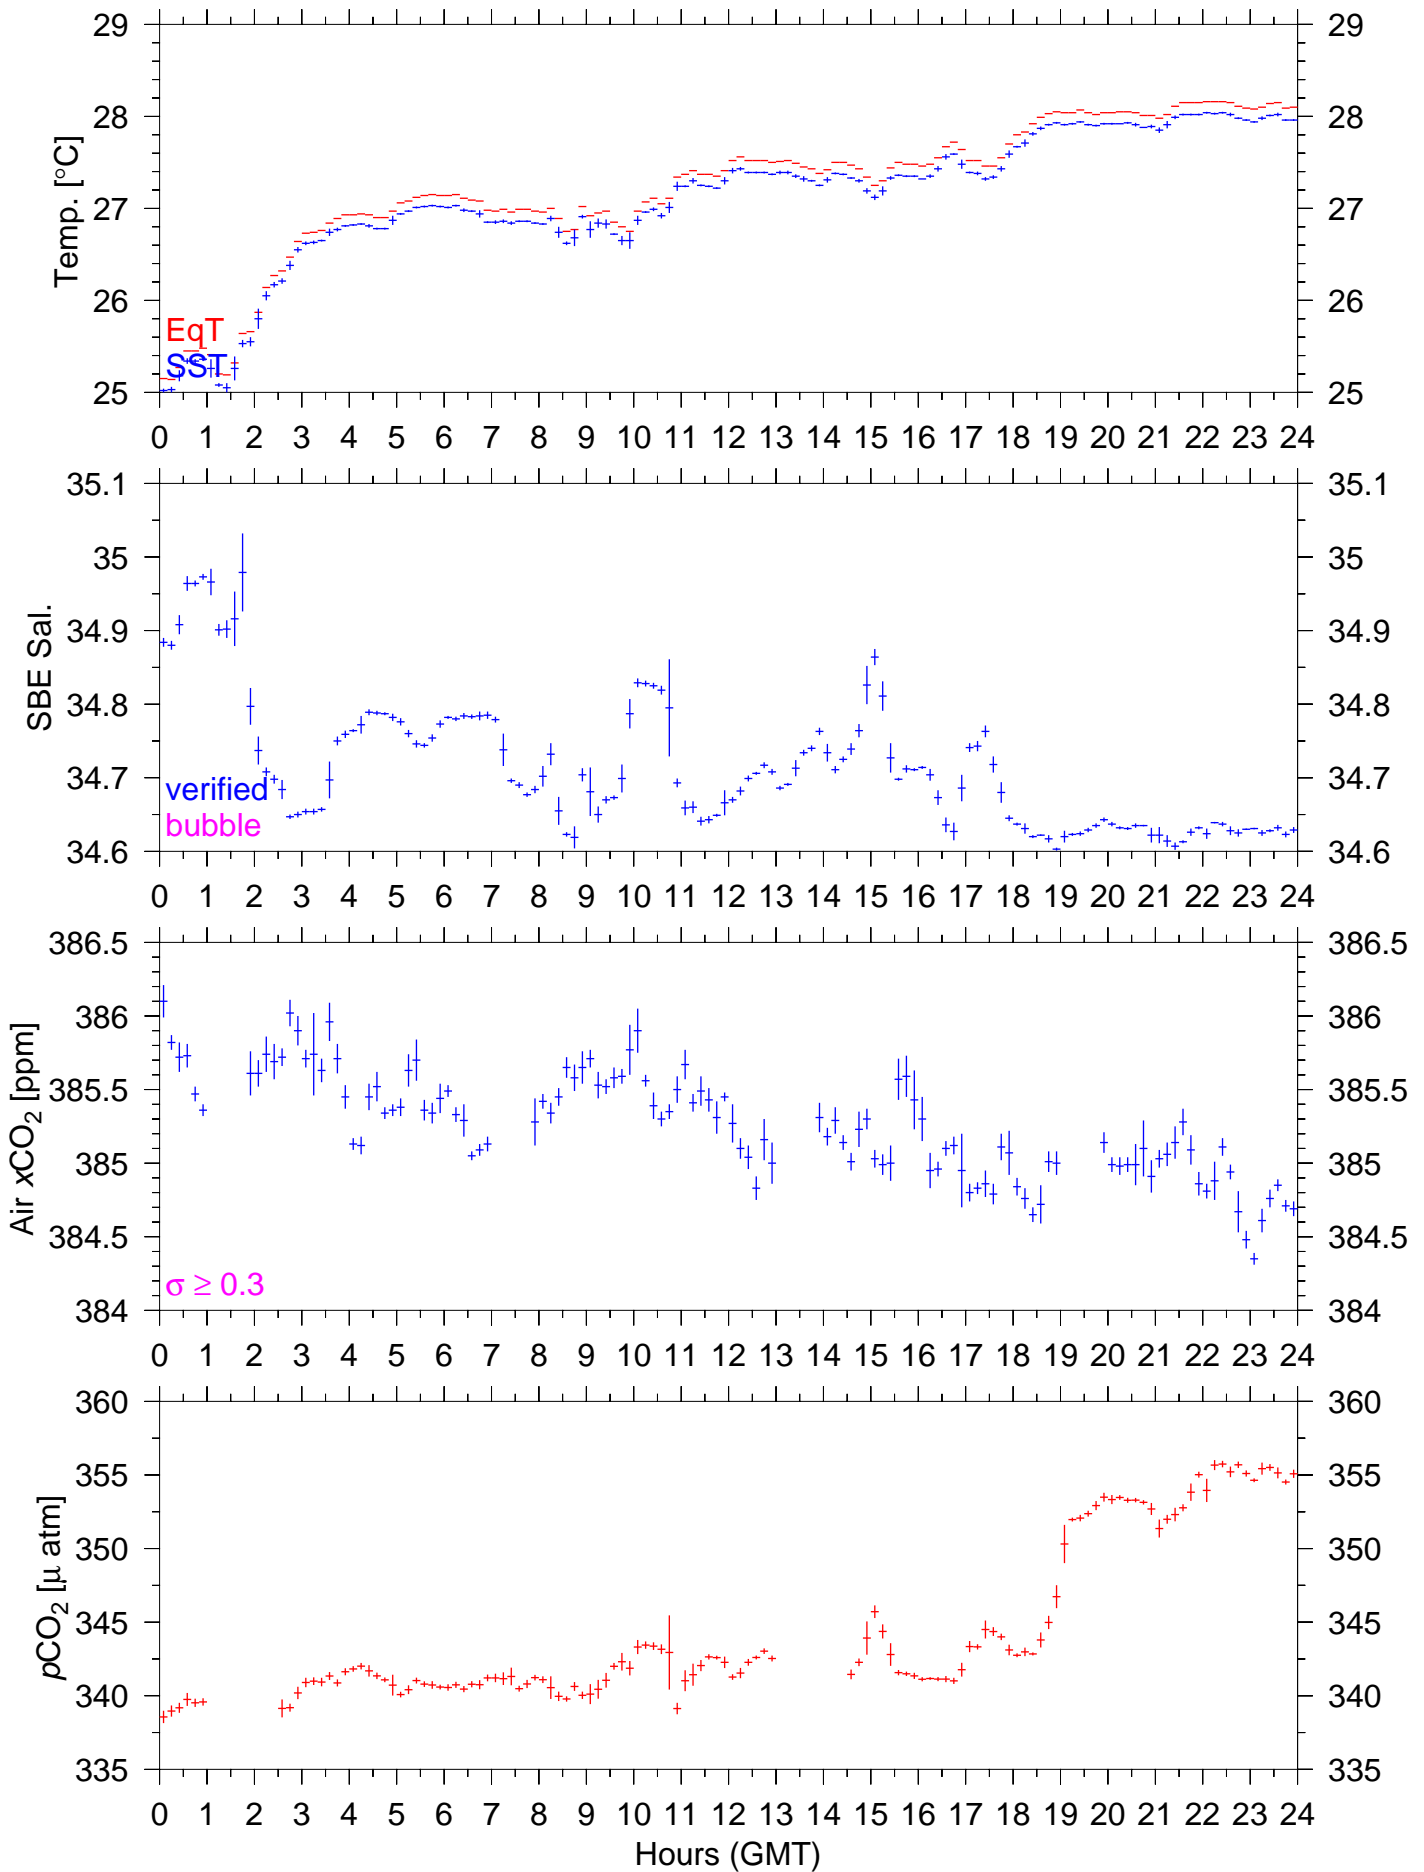 29 29
28 28
27 27
26 26
25 25
Temp. [°C]
EqT
SST
0 1 2 3 4 5 6 7 8 9 10 11 12 13 14 15 16 17 18 19 20 21 22 23 24
35.1 35.1
35 35
34.9 34.9
34.8 34.8
34.7 34.7
34.6 34.6
SBE Sal.
verified
bubble
0 1 2 3 4 5 6 7 8 9 10 11 12 13 14 15 16 17 18 19 20 21 22 23 24
386.5 386.5
386 386
385.5 385.5
385 385
384.5 384.5
384 384
Air xCO₂ [ppm]
σ ≥ 0.3
0 1 2 3 4 5 6 7 8 9 10 11 12 13 14 15 16 17 18 19 20 21 22 23 24
360 360
355 355
350 350
345 345
340 340
335 335
pCO₂ [μ atm]
0 1 2 3 4 5 6 7 8 9 10 11 12 13 14 15 16 17 18 19 20 21 22 23 24
Hours (GMT)